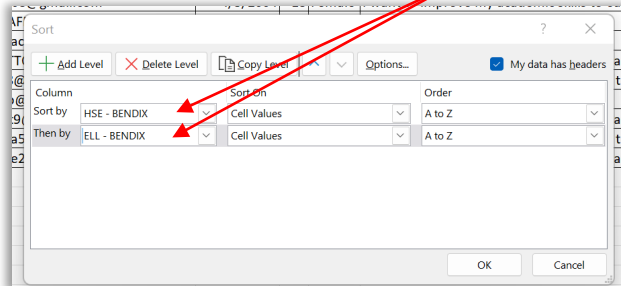 Sort ? ×
Add Level Delete Level Copy Level Options... My data has headers
Column Sort On Order
Sort by HSE - BENDIX Cell Values A to Z
Then by ELL - BENDIX Cell Values A to Z
OK Cancel